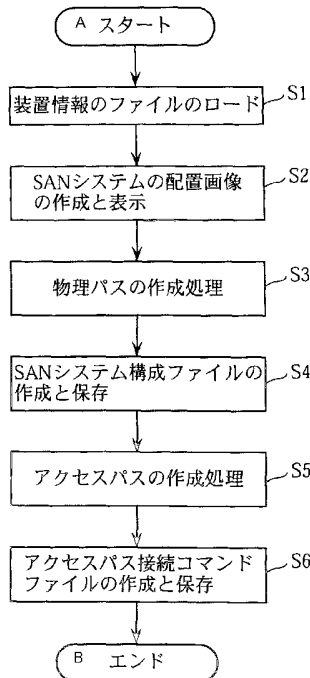 A スタート
装置情報のファイルのロード
S1
SANシステムの配置画像
の作成と表示
S2
物理パスの作成処理
S3
SANシステム構成ファイルの
作成と保存
S4
アクセスパスの作成処理
S5
アクセスパス接続コマンド
ファイルの作成と保存
S6
B エンド